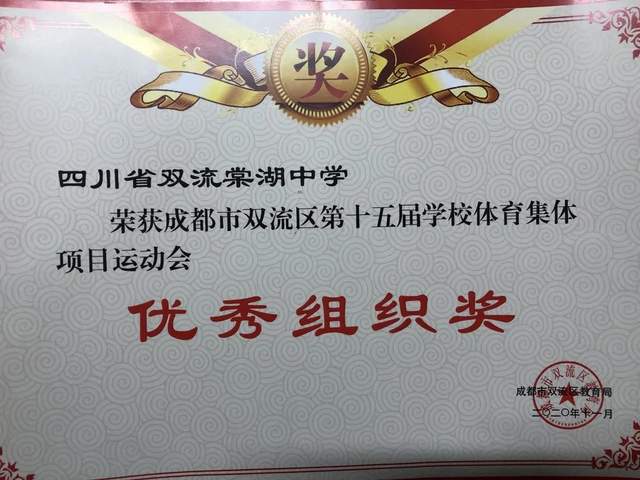 奖
四川省双流棠湖中学
荣获成都市双流区第十五届学校体育集体
项目运动会
优秀组织奖
成都市双流区教育局
二〇二〇年十一月